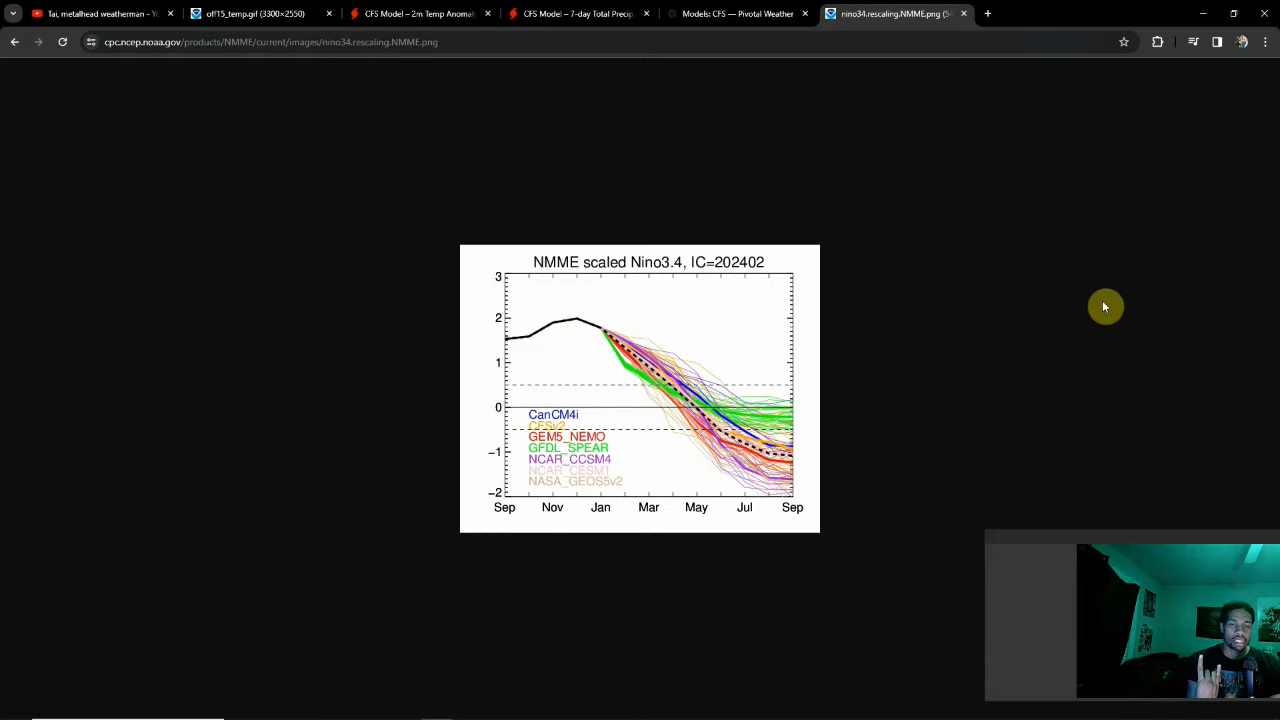 Tai, metalhead weatherman - Yo
off15_temp.gif (3300×2550)
CFS Model – 2m Temp Anomal
CFS Model – 7-day Total Precip
Models: CFS — Pivotal Weather
nino34.rescaling.NMME.png (5
cpc.ncep.noaa.gov/products/NMME/current/images/nino34.rescaling.NMME.png
NMME scaled Nino3.4, IC=202402
3
2
1
0
−1
−2
CanCM4i
CFSv2
GEM5_NEMO
GFDL_SPEAR
NCAR_CCSM4
NCAR_CESM1
NASA_GEOS5v2
Sep Nov Jan Mar May Jul Sep